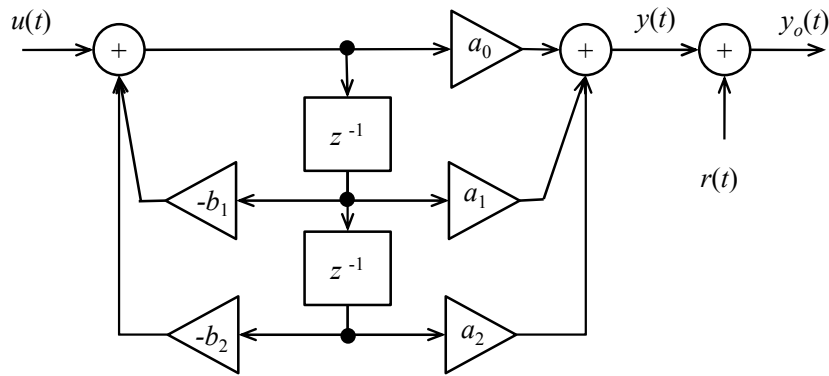 u(t) + a₀ + y(t) + yₒ(t)
z⁻¹ r(t)
-b₁ a₁
z⁻¹
-b₂ a₂